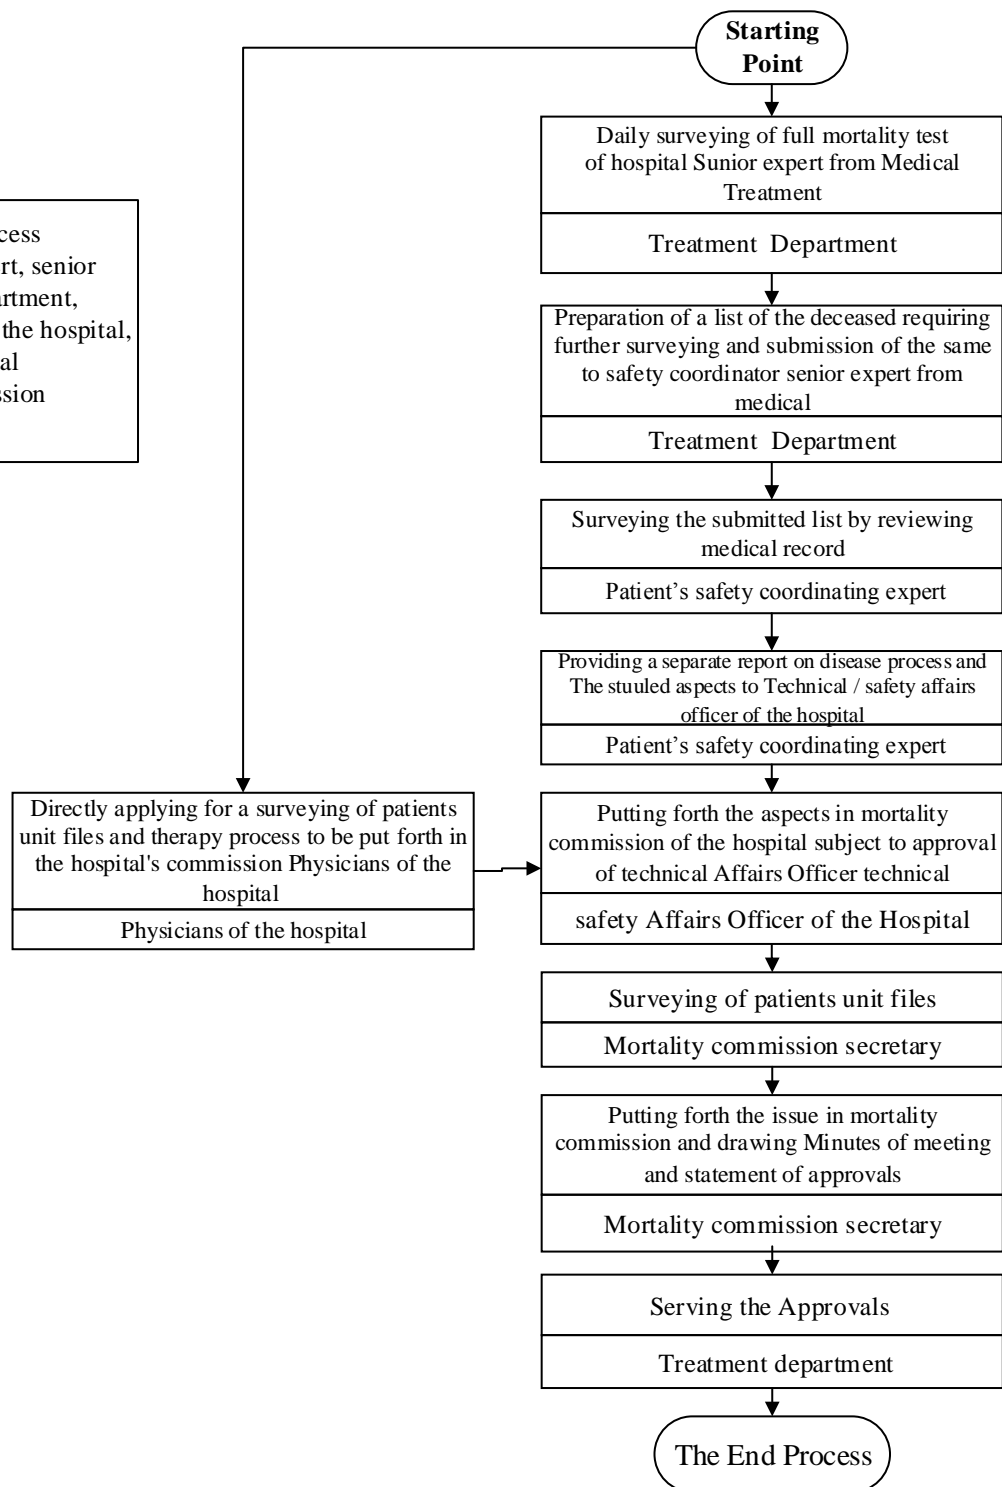 Starting
Point
Daily surveying of full mortality test
of hospital Sunior expert from Medical
Treatment
Treatment Department
cess
rt, senior
artment,
the hospital,
al
ssion
Preparation of a list of the deceased requiring
further surveying and submission of the same
to safety coordinator senior expert from
medical
Treatment Department
Surveying the submitted list by reviewing
medical record
Patient's safety coordinating expert
Providing a separate report on disease process and
The stuuled aspects to Technical / safety affairs
officer of the hospital
Patient's safety coordinating expert
Directly applying for a surveying of patients
unit files and therapy process to be put forth in
the hospital's commission Physicians of the
hospital
Physicians of the hospital
Putting forth the aspects in mortality
commission of the hospital subject to approval
of technical Affairs Officer technical
safety Affairs Officer of the Hospital
Surveying of patients unit files
Mortality commission secretary
Putting forth the issue in mortality
commission and drawing Minutes of meeting
and statement of approvals
Mortality commission secretary
Serving the Approvals
Treatment department
The End Process